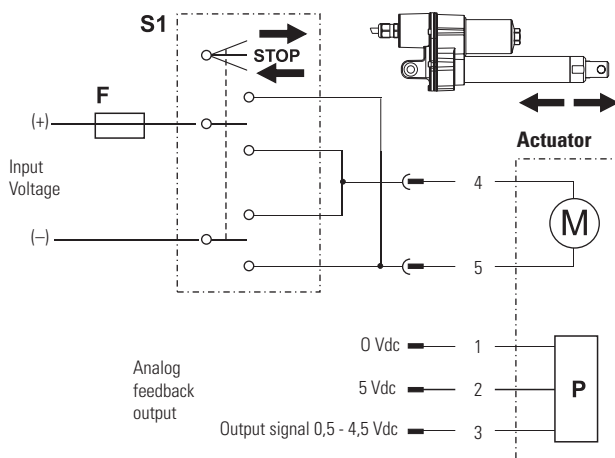 S1
STOP
F
(+)
Input
Voltage
(–)
Actuator
4
M
5
Analog
feedback
output
0 Vdc
1
5 Vdc
2
P
Output signal 0,5 - 4,5 Vdc
3